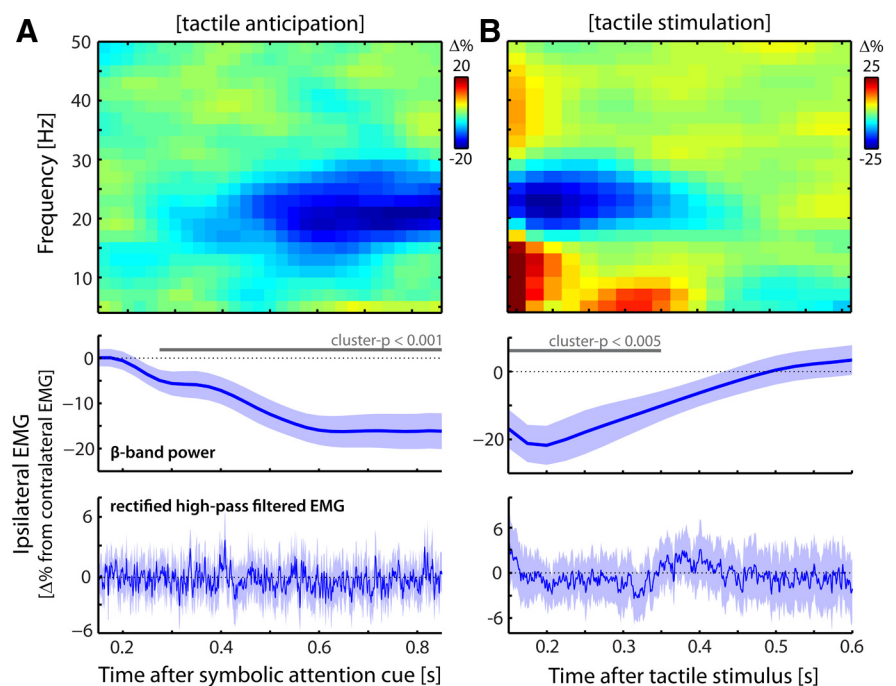 A
[tactile anticipation]
B
[tactile stimulation]
Δ%
20
-20
Δ%
25
-25
50
40
30
20
10
Frequency [Hz]
cluster-p < 0.001
0
−10
−20
β-band power
cluster-p < 0.005
0
−20
Ipsilateral EMG
[Δ% from contralateral EMG]
rectified high-pass filtered EMG
6
0
−6
6
0
-6
0.2 0.4 0.6 0.8
Time after symbolic attention cue [s]
0.2 0.3 0.4 0.5 0.6
Time after tactile stimulus [s]